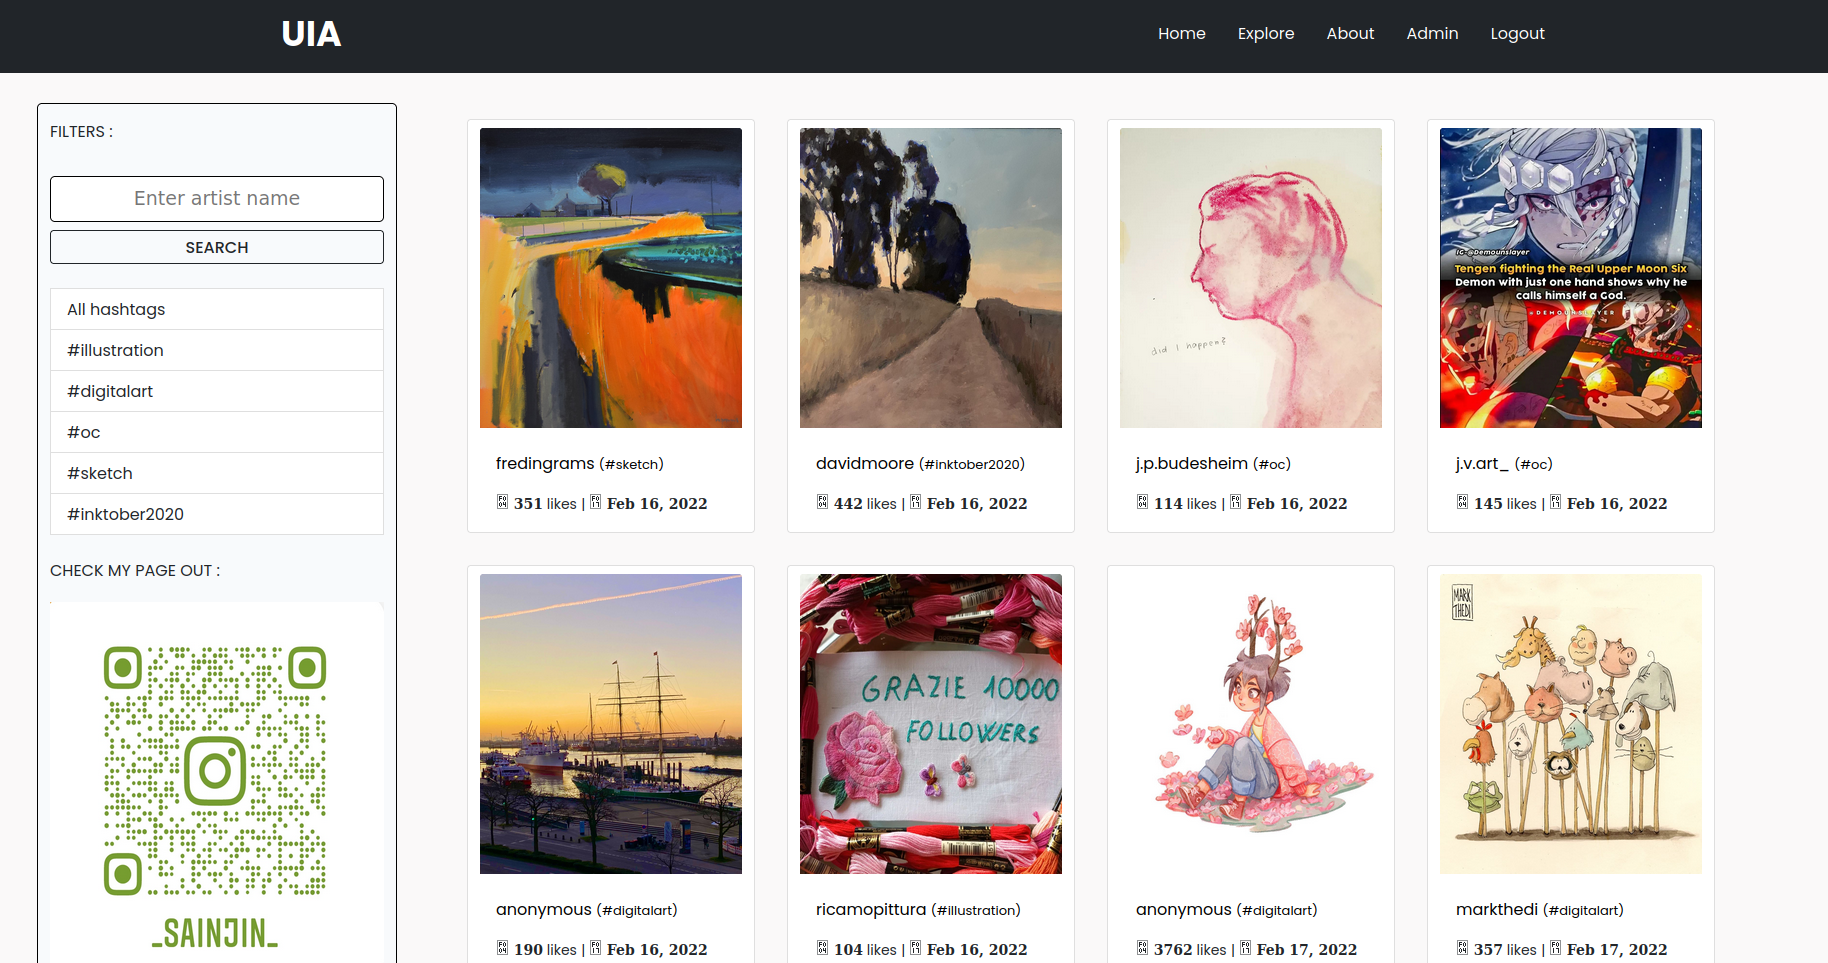 UIA
Home Explore About Admin Logout
FILTERS :
Enter artist name
SEARCH
All hashtags
#illustration
#digitalart
#oc
#sketch
#inktober2020
CHECK MY PAGE OUT :
_SAINJIN_
fredingrams (#sketch)
351 likes | Feb 16, 2022
davidmoore (#inktober2020)
442 likes | Feb 16, 2022
did I happen?
j.p.budesheim (#oc)
114 likes | Feb 16, 2022
IG-@Demounslayer
Tengen fighting the Real Upper Moon Six
Demon with just one hand shows why he
calls himself a God.
j.v.art_ (#oc)
145 likes | Feb 16, 2022
anonymous (#digitalart)
190 likes | Feb 16, 2022
GRAZIE 10000
FOLLOWERS
ricamopittura (#illustration)
104 likes | Feb 16, 2022
anonymous (#digitalart)
3762 likes | Feb 17, 2022
MARK
THEDI
markthedi (#digitalart)
357 likes | Feb 17, 2022